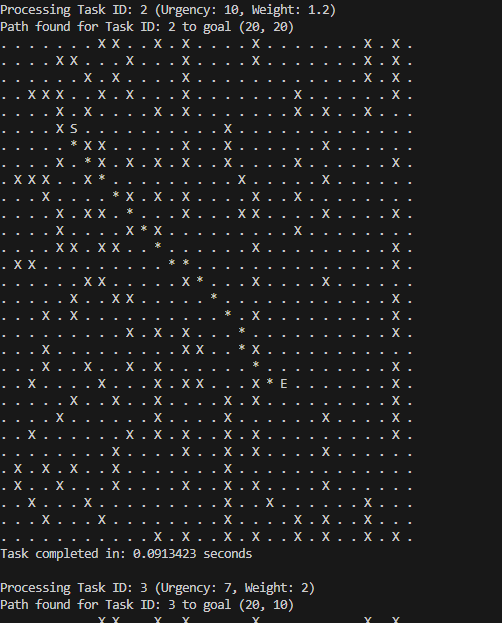 Processing Task ID: 2 (Urgency: 10, Weight: 1.2)
Path found for Task ID: 2 to goal (20, 20)
. . . . . . . X X . X . . X . . . . X . . . . . . . X . X .
. . . . X X . . . X . . . X . . X . X . . . . . . . X . X .
. . . . . . X . X . . . . X . . . . . . . . . . . . X . X .
. . X X X . . X . X . . . X . . . . . . . X . . . . . . X .
. . . . X . X . . . . X . X . . . . . . . X . X . . X . . .
. . . . X S . . . . . . . . . . X . . . . . . . . . . . . .
. . . . . * X X . . . . . X . . X . X . . . . X . . . . . .
. . . . X . * X . X . X . X . . X . . X . . . . . . . . X .
. X X X . . X * . . . . . . . . . X . . . . . X . . . . . .
. . . X . . . . * X . X . X . . . . X . . X . . . . . . . .
. . . . X . X X . * . . . X . . . X X . . . . X . . . . . .
. . . . . . . . . X * X . . . . . . . . . X . . . . . . . .
. . . . X X . X X . . * . . . . . . X . . . . . . . . . X .
. X X . . . . . . . . . * * . . . . . . . . . . . . . . X .
. . . . . . X X . . . . . X * . . . X . . . . X . . . . . .
. . . . . X . . X X . . . . . * . . . . . . . . . . . . X .
. . . X . X . . . . . . . . . . * . X . . . . . . . . . X .
. . . . . . . . . X . X . X . . . * . . . . . . . . . . X .
. . . X . . . . . . . . . X X . . * X . . . . . . . . . . .
. . . X . . . . . X . X . . . . . . * . . . . . . . . . X .
. . X . . . . X . . . X . X X . . . X * E . . . . . . . X .
. . . . . X . . X . . X . . . . X . X . . . . . . . . . . .
. . . . X . . . . . . X . . . . X . . . . . . X . . . . X .
. . X . . . . . . X . X . X . . X . X . . . . . . . . . X .
. . . . . . . . X . . . . X . . X . X . . . . X . . . . X .
. X . X . X . . X . . X . . . . X . X . . . . . . . . . X .
. X . X . . . . X . . . . X . . X . X . . . . X . . . . X .
. . X . . . X . . . . . . . . . X . . X . . . . . . X . . .
. . . X . . . X . . . . . . . . X . . . . X . X . . . . X .
. . . . . . . . . . . X . X . . X . X . . X . X . . X . X .
Task completed in: 0.0913423 seconds
Processing Task ID: 3 (Urgency: 7, Weight: 2)
Path found for Task ID: 3 to goal (20, 10)